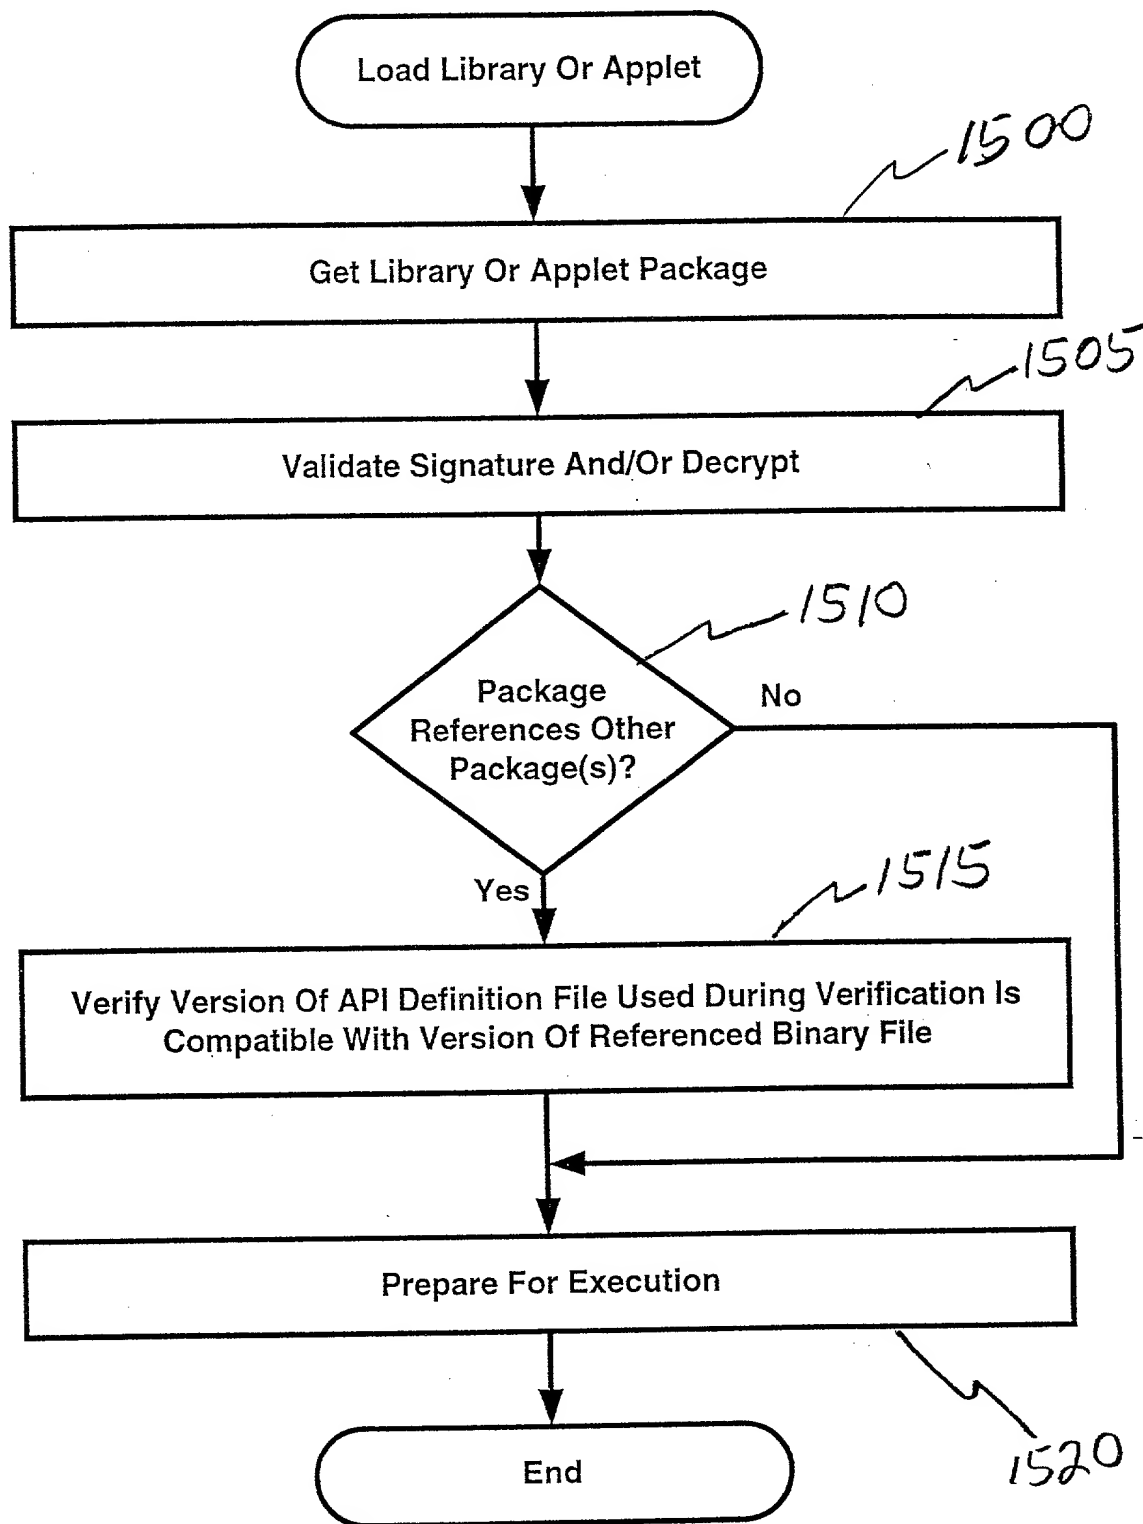 Load Library Or Applet
1500
Get Library Or Applet Package
1505
Validate Signature And/Or Decrypt
1510
Package
References Other
Package(s)?
No
Yes
1515
Verify Version Of API Definition File Used During Verification Is
Compatible With Version Of Referenced Binary File
Prepare For Execution
1520
End